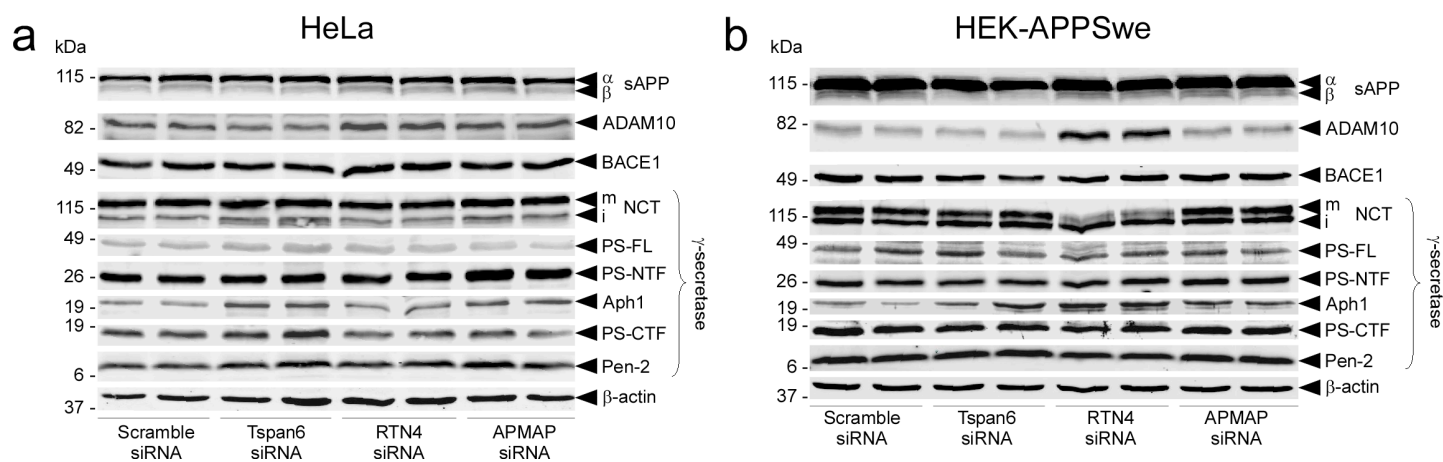 a
HeLa
kDa
115 -
α
β
sAPP
82 -
ADAM10
49 -
BACE1
115 -
m
i
NCT
49 -
PS-FL
26 -
PS-NTF
19 -
Aph1
19 -
PS-CTF
6 -
Pen-2
γ-secretase
37 -
β-actin
Scramble
siRNA
Tspan6
siRNA
RTN4
siRNA
APMAP
siRNA
b
HEK-APPSwe
kDa
115 -
α
β
sAPP
82 -
ADAM10
49 -
BACE1
115 -
m
i
NCT
49 -
PS-FL
26 -
PS-NTF
19 -
Aph1
19 -
PS-CTF
6 -
Pen-2
γ-secretase
37 -
β-actin
Scramble
siRNA
Tspan6
siRNA
RTN4
siRNA
APMAP
siRNA